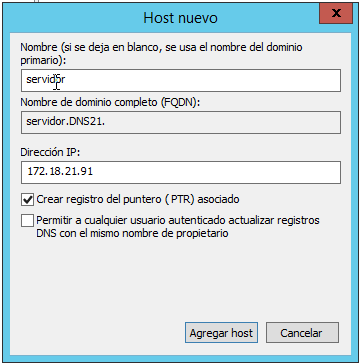 Host nuevo
x
Nombre (si se deja en blanco, se usa el nombre del dominio
primario):
servidor
Nombre de dominio completo (FQDN):
servidor.DNS21.
Dirección IP:
172.18.21.91
Crear registro del puntero (PTR) asociado
Permitir a cualquier usuario autenticado actualizar registros
DNS con el mismo nombre de propietario
Agregar host
Cancelar